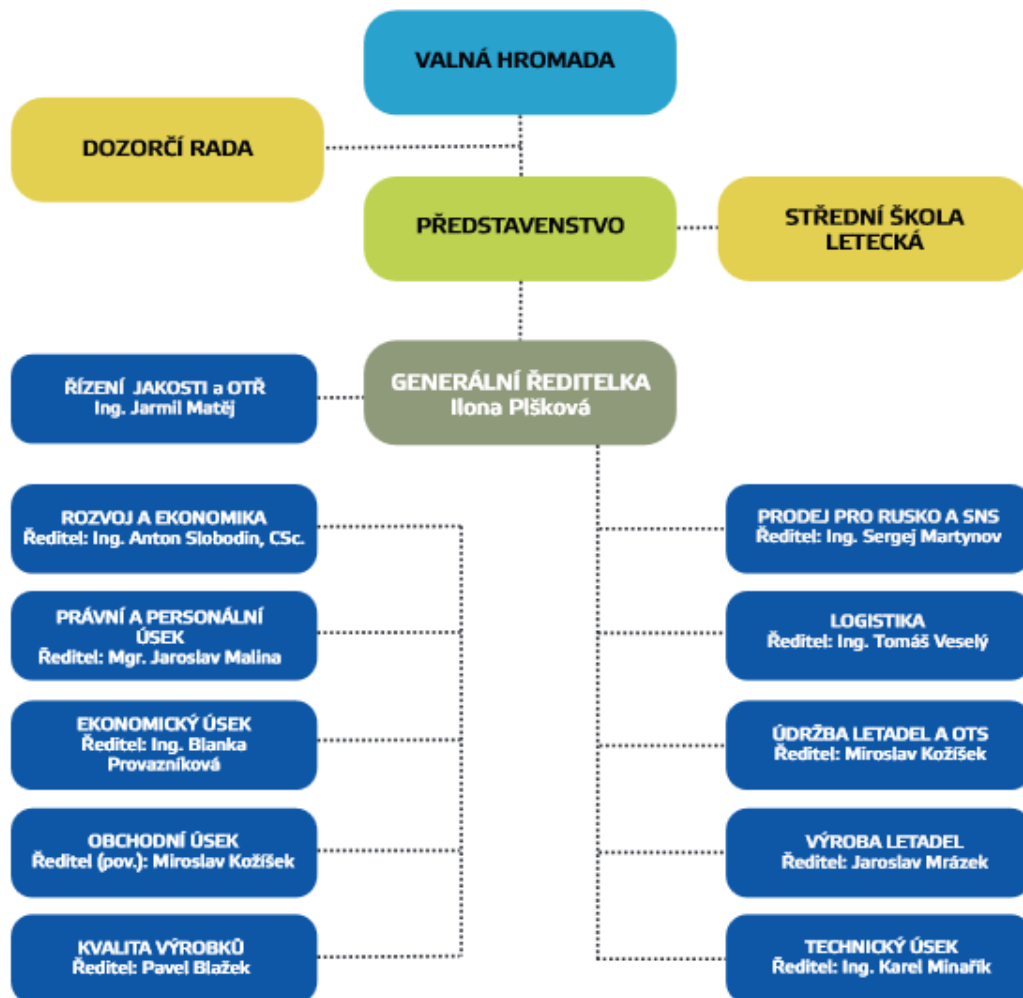 VALNÁ HROMADA
DOZORČÍ RADA
PŘEDSTAVENSTVO
STŘEDNÍ ŠKOLA
LETECKÁ
GENERÁLNÍ ŘEDITELKA
Ilona Plšková
ŘÍZENÍ JAKOSTI a OTŘ
Ing. Jarmil Matěj
ROZVOJ A EKONOMIKA
Ředitel: Ing. Anton Slobodin, CSc.
PRÁVNÍ A PERSONÁLNÍ
ÚSEK
Ředitel: Mgr. Jaroslav Malina
EKONOMICKÝ ÚSEK
Ředitel: Ing. Blanka
Provazníková
OBCHODNÍ ÚSEK
Ředitel (pov.): Miroslav Kožíšek
KVALITA VÝROBKŮ
Ředitel: Pavel Blažek
PRODEJ PRO RUSKO A SNS
Ředitel: Ing. Sergej Martynov
LOGISTIKA
Ředitel: Ing. Tomáš Veselý
ÚDRŽBA LETADEL A OTS
Ředitel: Miroslav Kožíšek
VÝROBA LETADEL
Ředitel: Jaroslav Mrázek
TECHNICKÝ ÚSEK
Ředitel: Ing. Karel Minařík